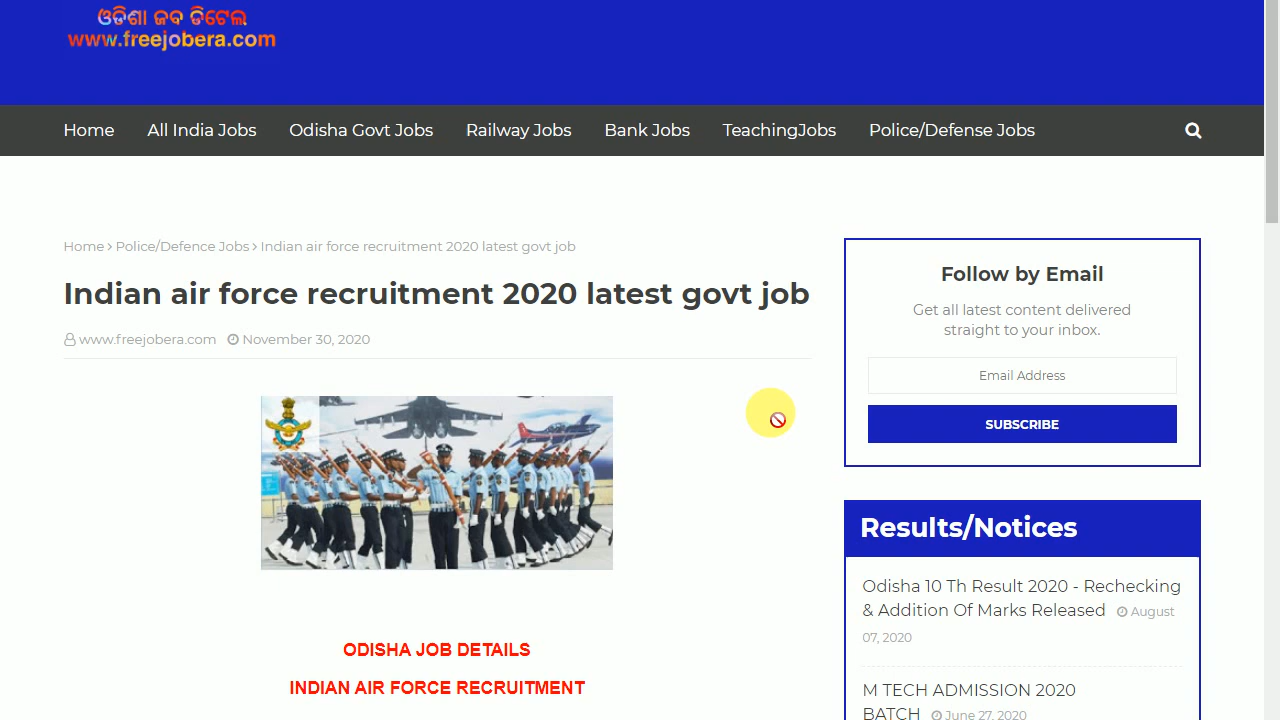 ଓଡିଶା ଜବ ଡିଟେଲ
www.freejobera.com
Home
All India Jobs
Odisha Govt Jobs
Railway Jobs
Bank Jobs
TeachingJobs
Police/Defense Jobs
Home › Police/Defence Jobs › Indian air force recruitment 2020 latest govt job
Indian air force recruitment 2020 latest govt job
www.freejobera.com November 30, 2020
ODISHA JOB DETAILS
INDIAN AIR FORCE RECRUITMENT
Follow by Email
Get all latest content delivered
straight to your inbox.
Email Address
SUBSCRIBE
Results/Notices
Odisha 10 Th Result 2020 - Rechecking
& Addition Of Marks Released August
07, 2020
M TECH ADMISSION 2020
BATCH June 27, 2020